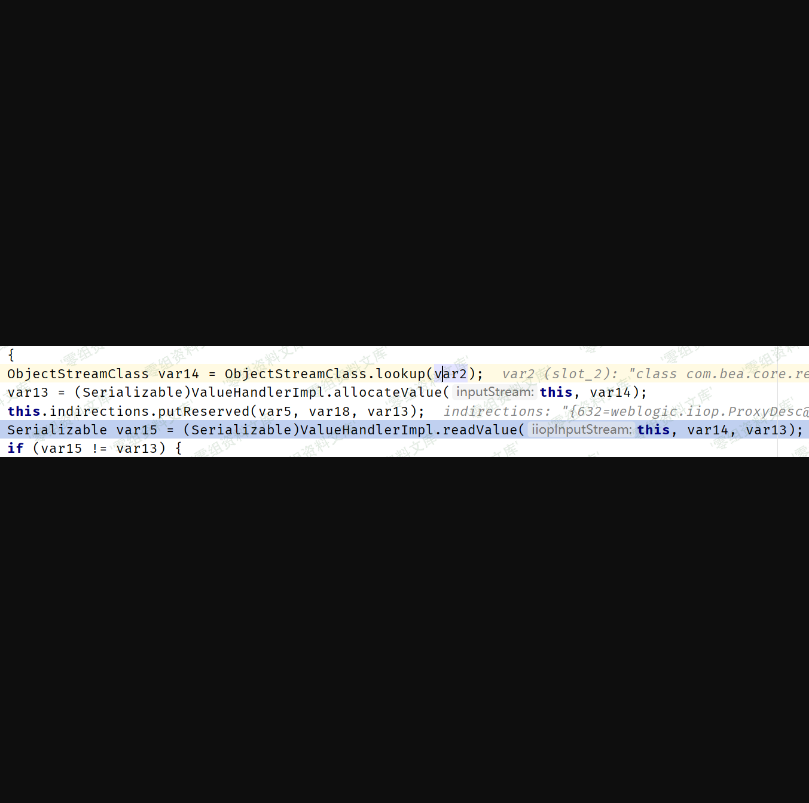 {
ObjectStreamClass var14 = ObjectStreamClass.lookup(var2); var2 (slot_2): "class com.bea.core.re
var13 = (Serializable)ValueHandlerImpl.allocateValue( inputStream: this, var14);
this.indirections.putReserved(var5, var18, var13); indirections: "{632=weblogic.iiop.ProxyDesc@
Serializable var15 = (Serializable)ValueHandlerImpl.readValue( iiopInputStream: this, var14, var13);
if (var15 != var13) {